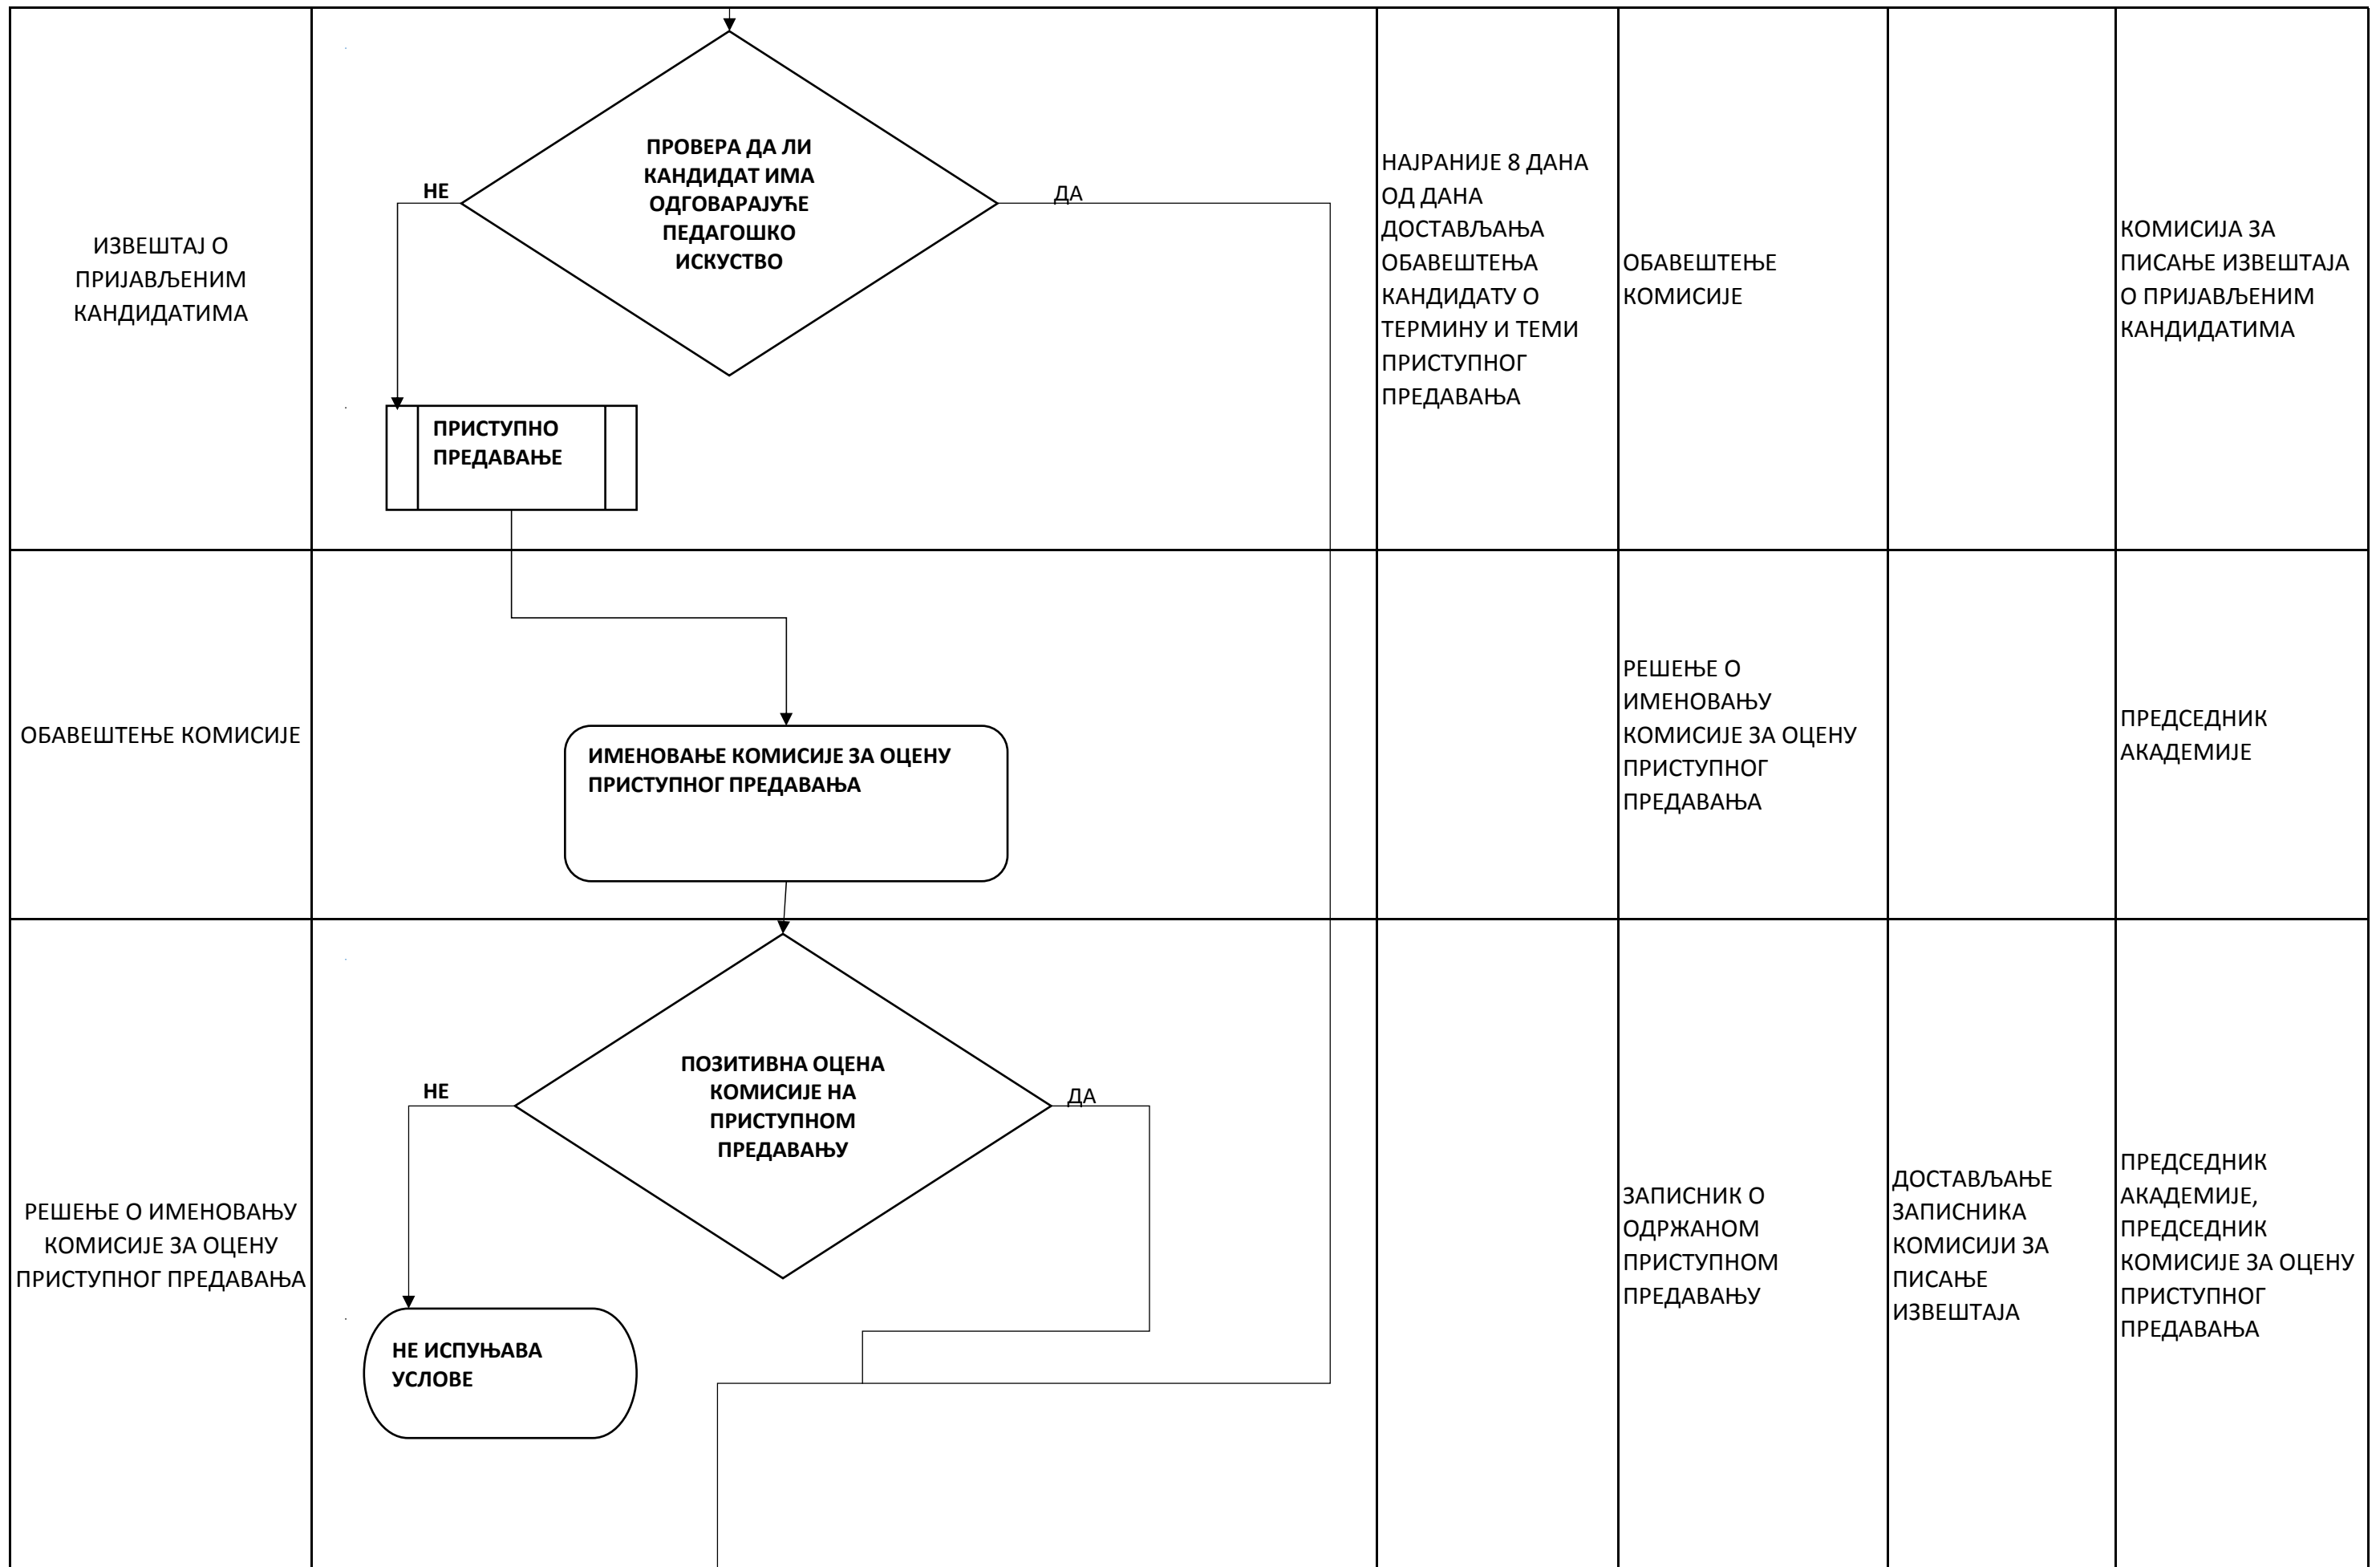 ИЗВЕШТАЈ О
ПРИЈАВЉЕНИМ
КАНДИДАТИМА
ПРОВЕРА ДА ЛИ
КАНДИДАТ ИМА
ОДГОВАРАЈУЋЕ
ПЕДАГОШКО
ИСКУСТВО
НЕ
ДА
ПРИСТУПНО
ПРЕДАВАЊЕ
НАЈРАНИЈЕ 8 ДАНА
ОД ДАНА
ДОСТАВЉАЊА
ОБАВЕШТЕЊА
КАНДИДАТУ О
ТЕРМИНУ И ТЕМИ
ПРИСТУПНОГ
ПРЕДАВАЊА
ОБАВЕШТЕЊЕ
КОМИСИЈЕ
КОМИСИЈА ЗА
ПИСАЊЕ ИЗВЕШТАЈА
О ПРИЈАВЉЕНИМ
КАНДИДАТИМА
ОБАВЕШТЕЊЕ КОМИСИЈЕ
ИМЕНОВАЊЕ КОМИСИЈЕ ЗА ОЦЕНУ
ПРИСТУПНОГ ПРЕДАВАЊА
РЕШЕЊЕ О
ИМЕНОВАЊУ
КОМИСИЈЕ ЗА ОЦЕНУ
ПРИСТУПНОГ
ПРЕДАВАЊА
ПРЕДСЕДНИК
АКАДЕМИЈЕ
РЕШЕЊЕ О ИМЕНОВАЊУ
КОМИСИЈЕ ЗА ОЦЕНУ
ПРИСТУПНОГ ПРЕДАВАЊА
ПОЗИТИВНА ОЦЕНА
КОМИСИЈЕ НА
ПРИСТУПНОМ
ПРЕДАВАЊУ
НЕ
ДА
НЕ ИСПУЊАВА
УСЛОВЕ
ЗАПИСНИК О
ОДРЖАНОМ
ПРИСТУПНОМ
ПРЕДАВАЊУ
ДОСТАВЉАЊЕ
ЗАПИСНИКА
КОМИСИЈИ ЗА
ПИСАЊЕ
ИЗВЕШТАЈА
ПРЕДСЕДНИК
АКАДЕМИЈЕ,
ПРЕДСЕДНИК
КОМИСИЈЕ ЗА ОЦЕНУ
ПРИСТУПНОГ
ПРЕДАВАЊА